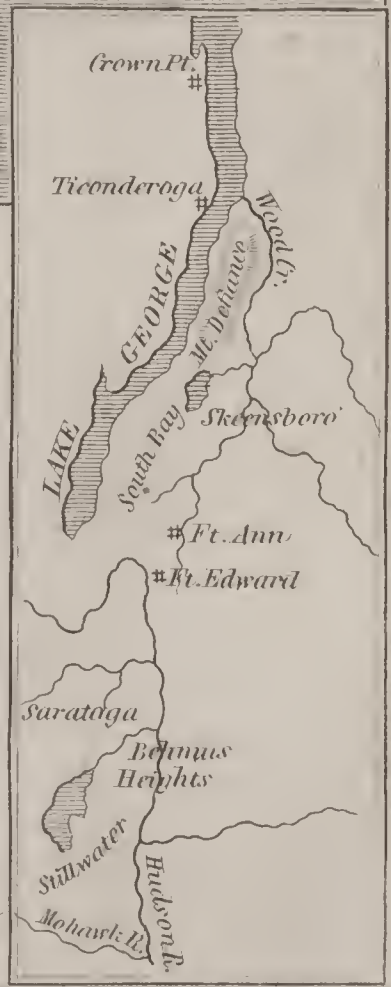 Crown Pt.
Ticonderoga
Wood Cr.
Mt. Defiance
LAKE GEORGE
South Bay
Skeensboro'
Ft. Ann
Ft. Edward
Sarataga
Behmus
Heights
Stillwater
Hudson R.
Mohawk R.